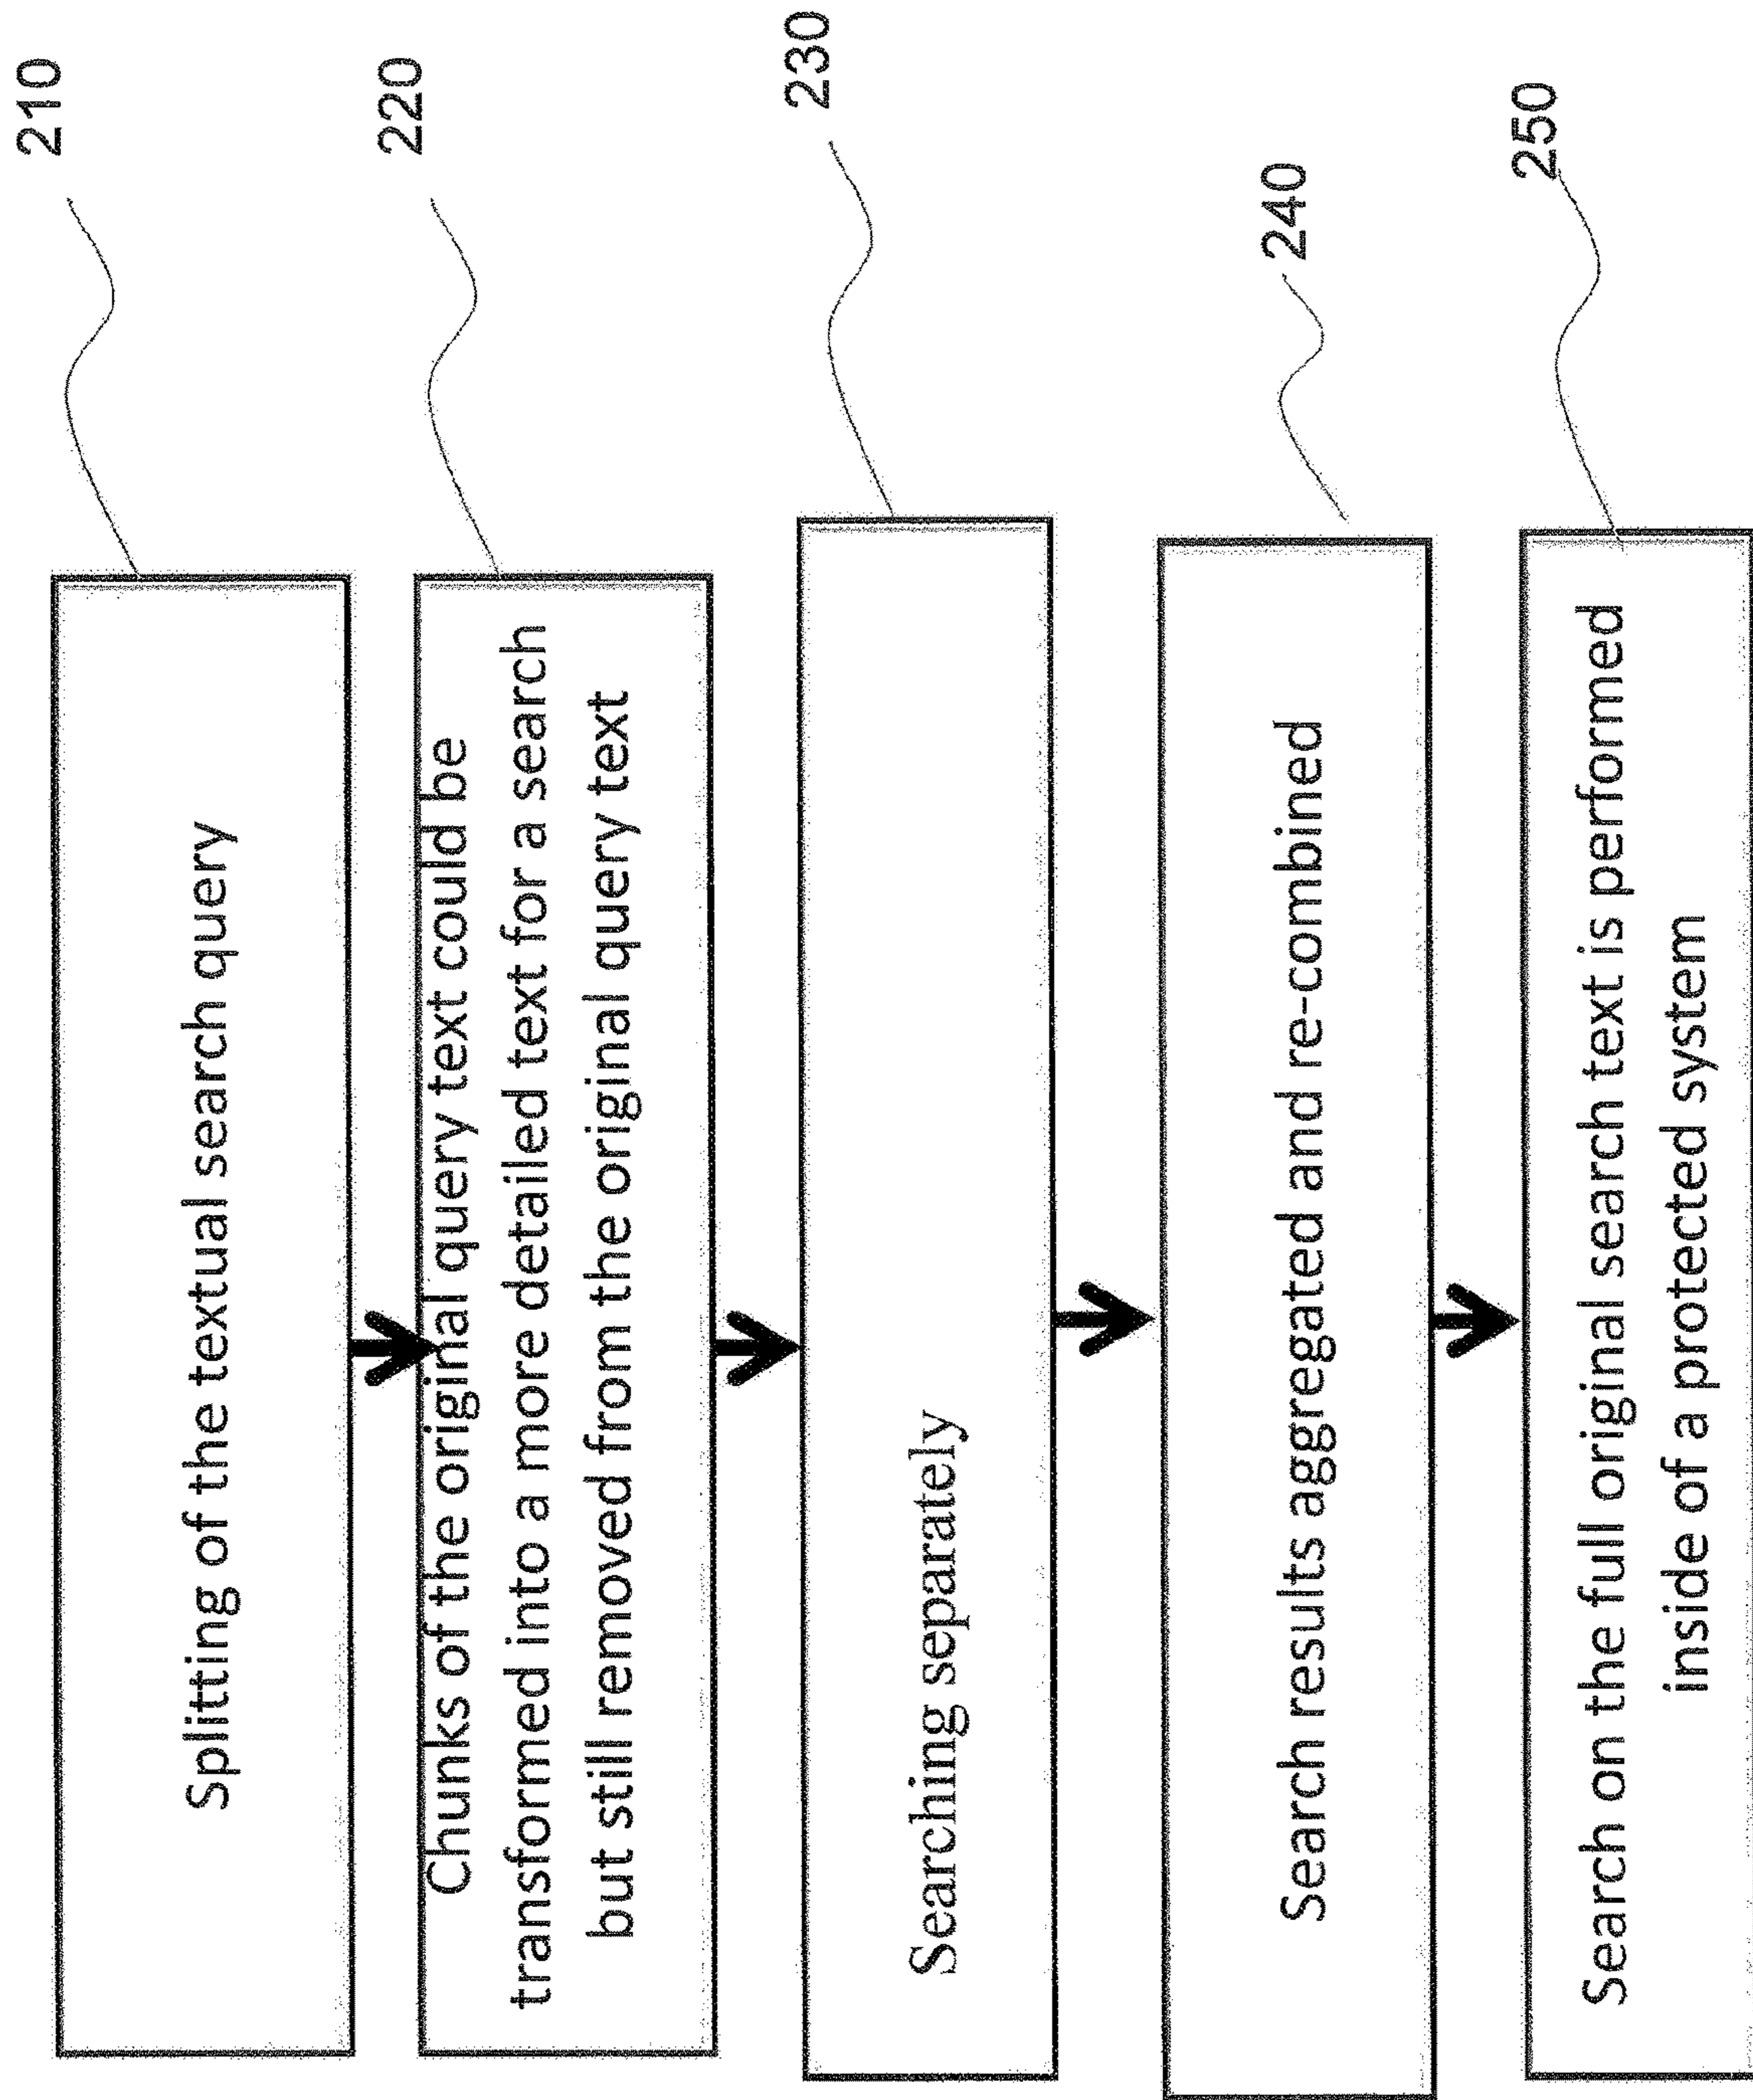 210
Splitting of the textual search query
220
Chunks of the original query text could be
transformed into a more detailed text for a search
but still removed from the original query text
230
Searching separately
240
Search results aggregated and re-combined
250
Search on the full original search text is performed
inside of a protected system